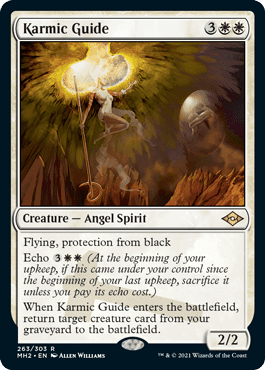 Karmic Guide 3
Creature — Angel Spirit
Flying, protection from black
Echo 3 (At the beginning of your
upkeep, if this came under your control
since the beginning of your last upkeep, sacrifice it
unless you pay its echo cost.)
When Karmic Guide enters the battlefield,
return target creature card from your
graveyard to the battlefield.
2/2
263/303 R
MH2 • EN Allen Williams ™ & © 2021 Wizards of the Coast